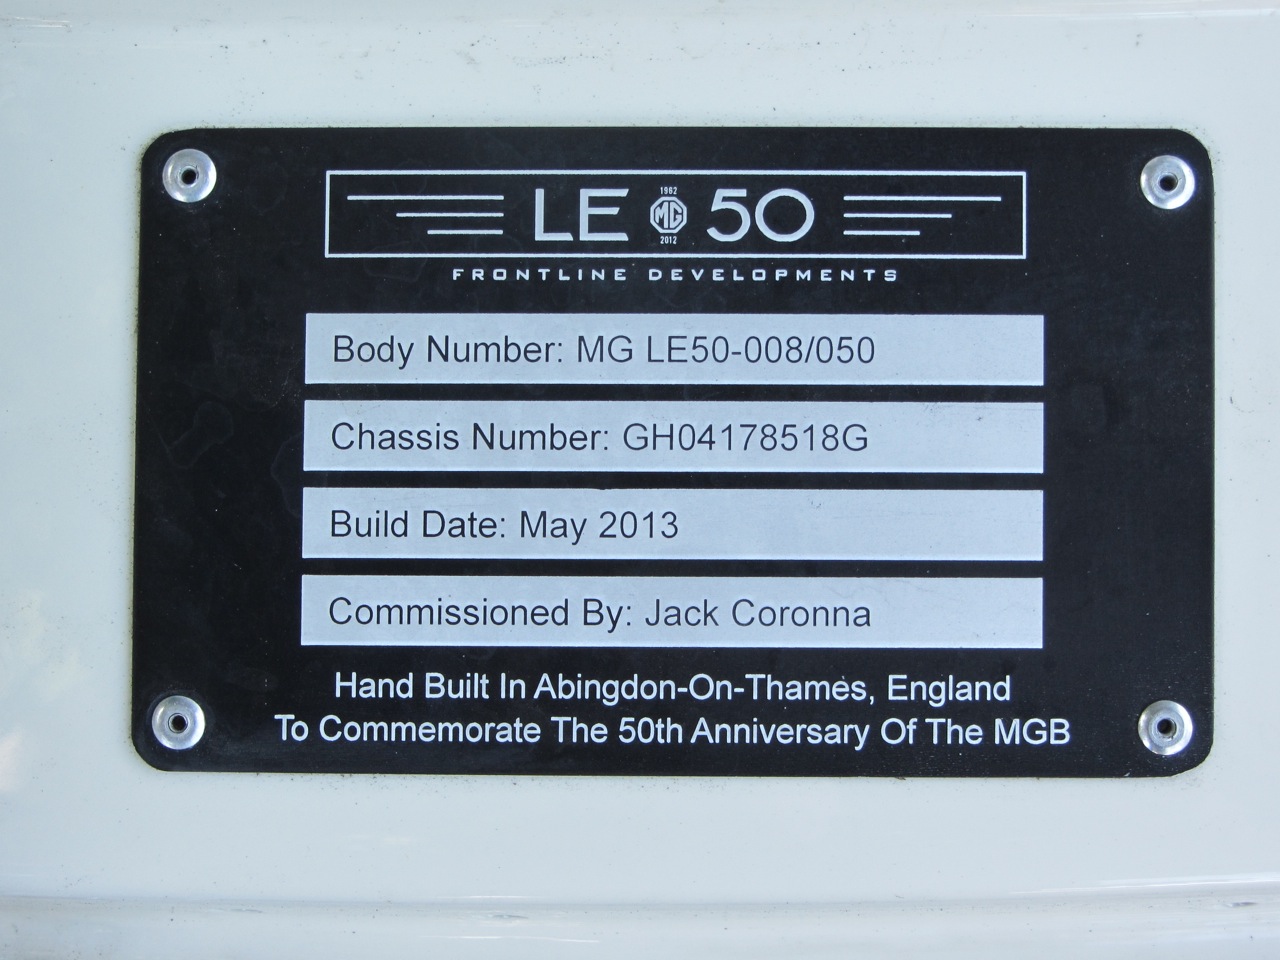 LE 1962 MG 2012 50
FRONTLINE DEVELOPMENTS
Body Number: MG LE50-008/050
Chassis Number: GH04178518G
Build Date: May 2013
Commissioned By: Jack Coronna
Hand Built In Abingdon-On-Thames, England
To Commemorate The 50th Anniversary Of The MGB